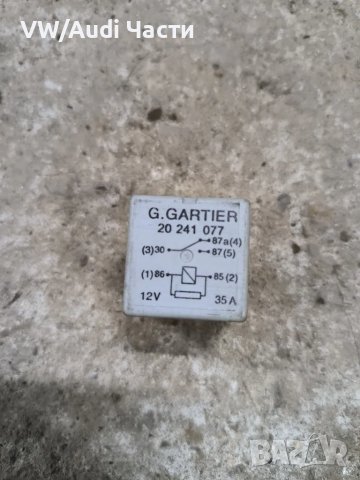 VW/Audi Части
G.GARTIER
20 241 077
87a(4)
(3)30
87(5)
(1)86
85(2)
12V
35A
BAZAR